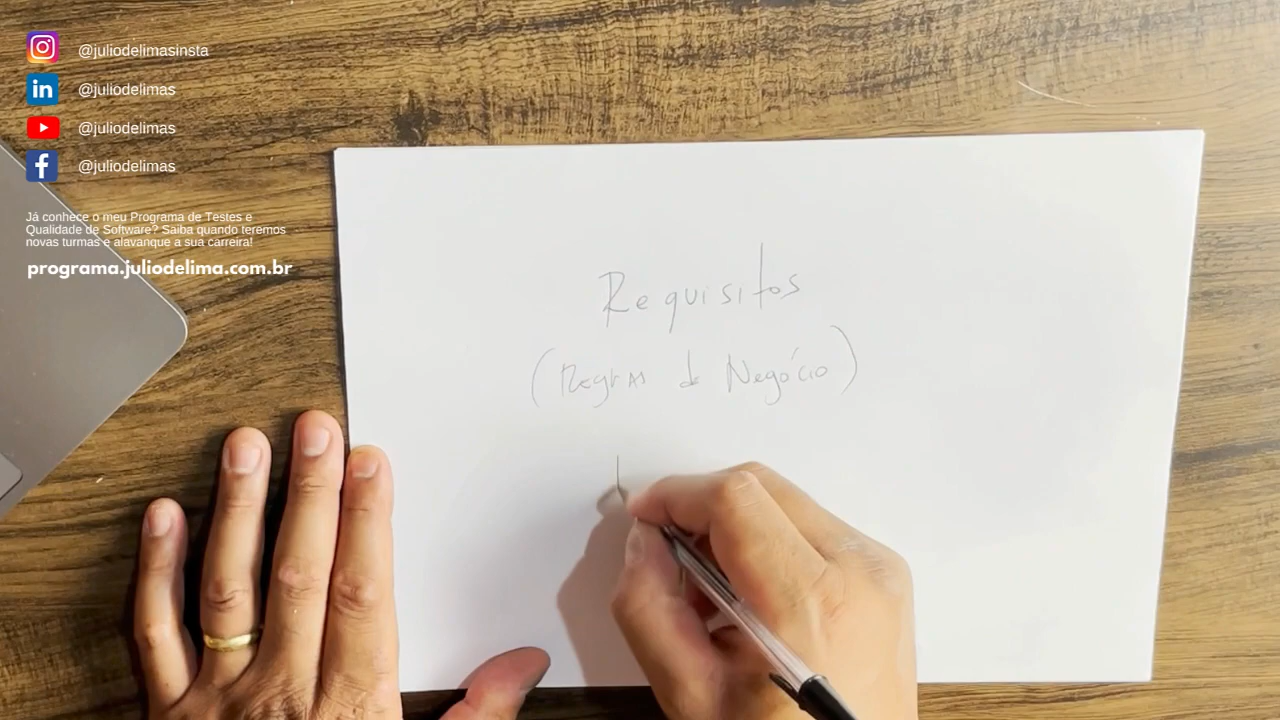 @juliodelimasinsta
@juliodelimas
@juliodelimas
@juliodelimas
Já conhece o meu Programa de Testes e
Qualidade de Software? Saiba quando teremos
novas turmas e alavanque a sua carreira!
programa.juliodelima.com.br
Requisitos
(Regras de Negócio)